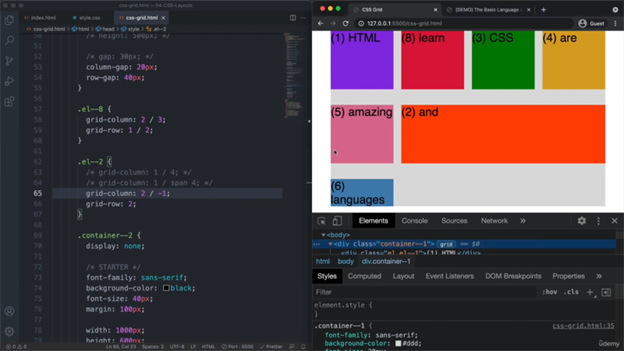 css-grid.html — 04-CSS-Layouts
index.html
style.css
css-grid.html
css-grid.html > html > head > style > .el--2
50
/* height: 500px; */
52
/* gap: 30px; */
53
column-gap: 20px;
54
row-gap: 40px;
55
}
56
57
.el--8 {
58
grid-column: 2 / 3;
59
grid-row: 1 / 2;
60
}
61
62
.el--2 {
63
/* grid-column: 1 / 4; */
64
/* grid-column: 1 / span 4; */
65
grid-column: 2 / -1;
66
grid-row: 2;
67
}
68
69
.container--2 {
70
display: none;
71
72
/* STARTER */
73
font-family: sans-serif;
74
background-color: black;
75
font-size: 40px;
76
margin: 100px;
77
78
width: 1000px;
79
height: 600px;
Ln 65, Col 23
Spaces: 2
UTF-8
LF
HTML
Port : 5500
Prettier
CSS Grid
[DEMO] The Basic Language
127.0.0.1:5500/css-grid.html
Guest
(1) HTML
(8) learn
(3) CSS
(4) are
(5) amazing
(2) and
(6)
languages
Elements
Console
Sources
Network
»
<body>
<div class="container--1"> grid == $0
<div class="el el--1">(1) HTML
html
body
div.container--1
Styles
Computed
Layout
Event Listeners
DOM Breakpoints
Properties
»
Filter
:hov .cls
element.style {
}
.container--1 {
css-grid.html:35
font-family: sans-serif;
background-color: #ddd;
ûdemy